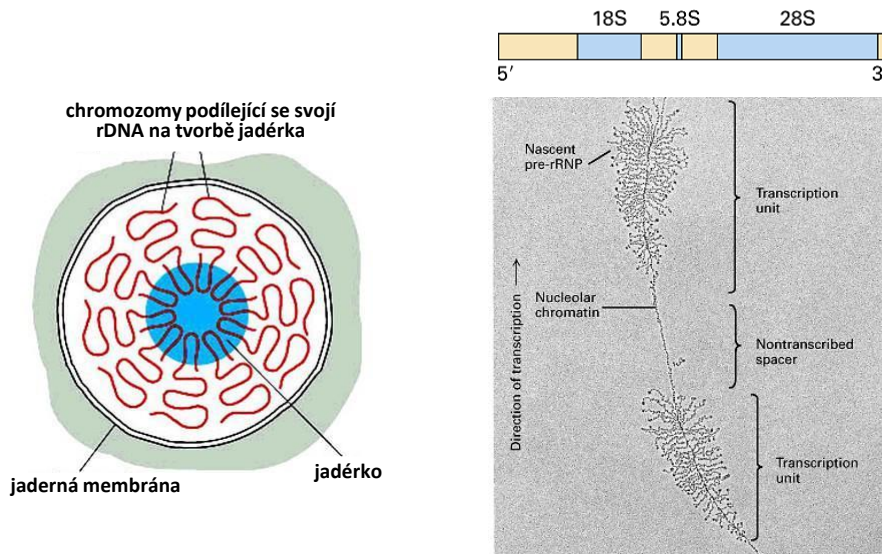 chromozomy podílející se svojí
rDNA na tvorbě jadérka
jaderná membrána
jadérko
18S 5.8S 28S
5′ 3
Nascent
pre-rRNP
Transcription
unit
Direction of transcription →
Nucleolar
chromatin
Nontranscribed
spacer
Transcription
unit